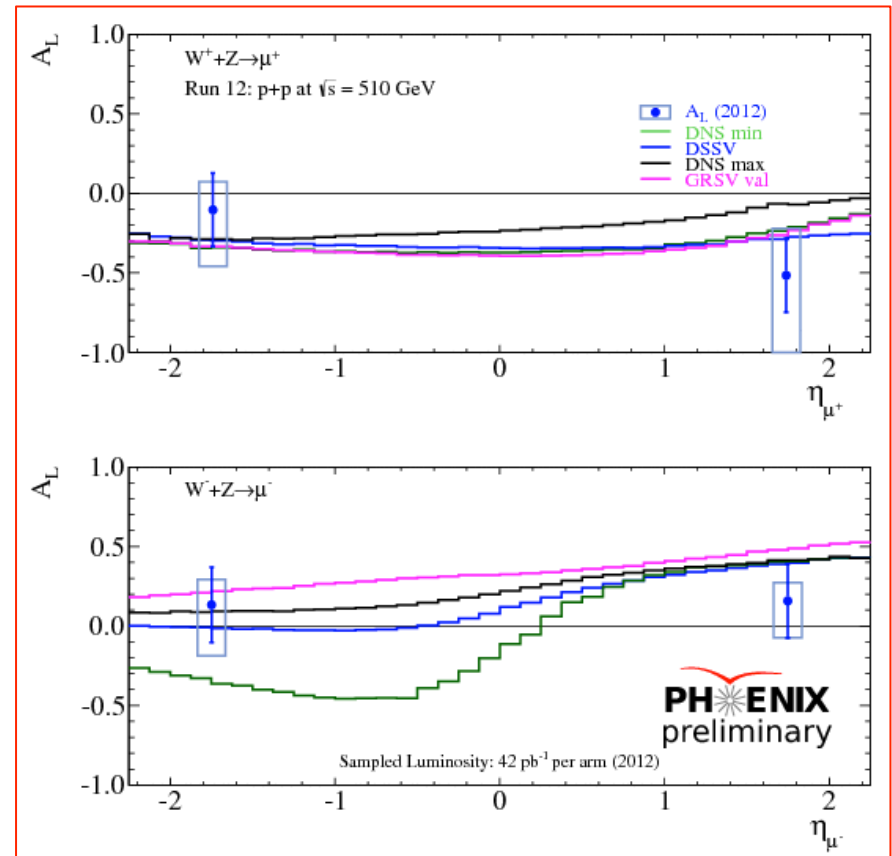 A_L
1.0
0.5
0.0
-0.5
-1.0
W⁺+Z→μ⁺
Run 12: p+p at √s = 510 GeV
A_L (2012)
DNS min
DSSV
DNS max
GRSV val
-2 -1 0 1 2
η_μ⁺
A_L
1.0
0.5
0.0
-0.5
-1.0
W⁻+Z→μ⁻
PHENIX
preliminary
Sampled Luminosity: 42 pb⁻¹ per arm (2012)
-2 -1 0 1 2
η_μ⁻